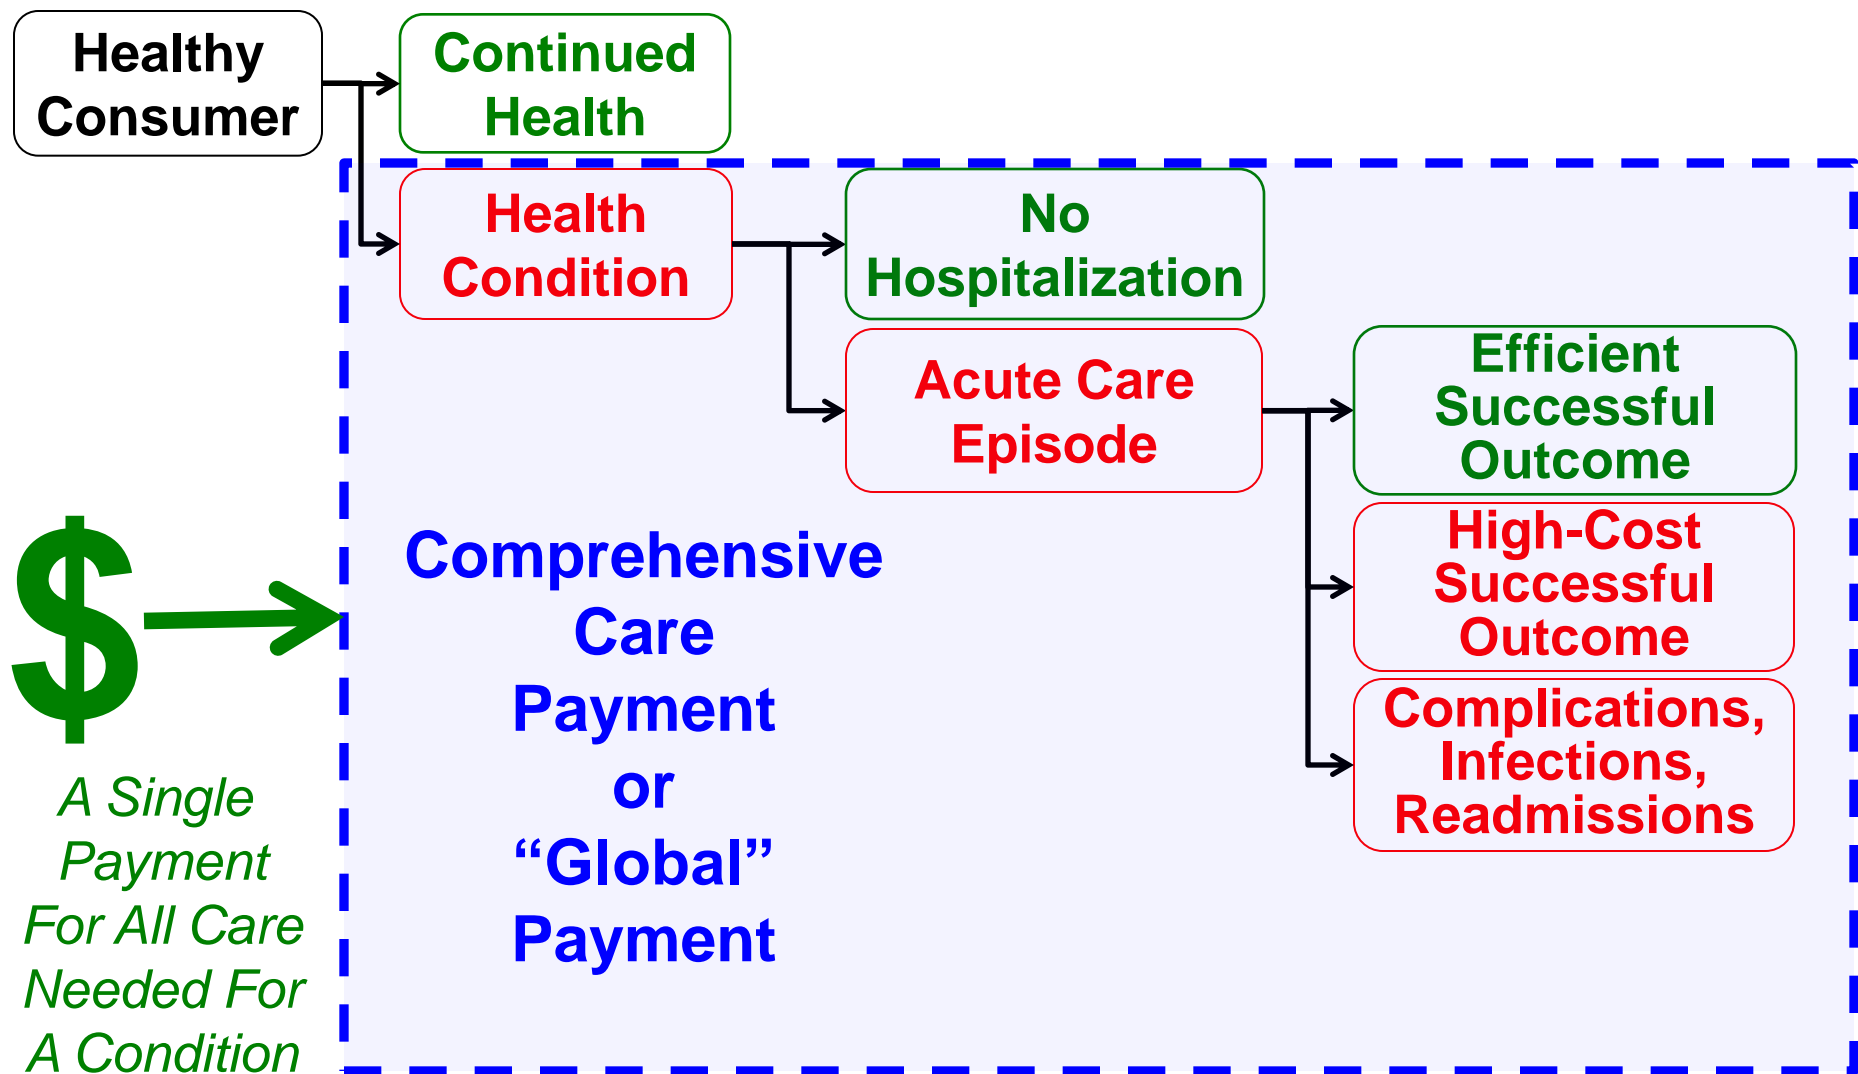 Healthy
Consumer
Continued
Health
Health
Condition
No
Hospitalization
Acute Care
Episode
Efficient
Successful
Outcome
High-Cost
Successful
Outcome
Complications,
Infections,
Readmissions
$
A Single
Payment
For All Care
Needed For
A Condition
Comprehensive
Care
Payment
or
“Global”
Payment